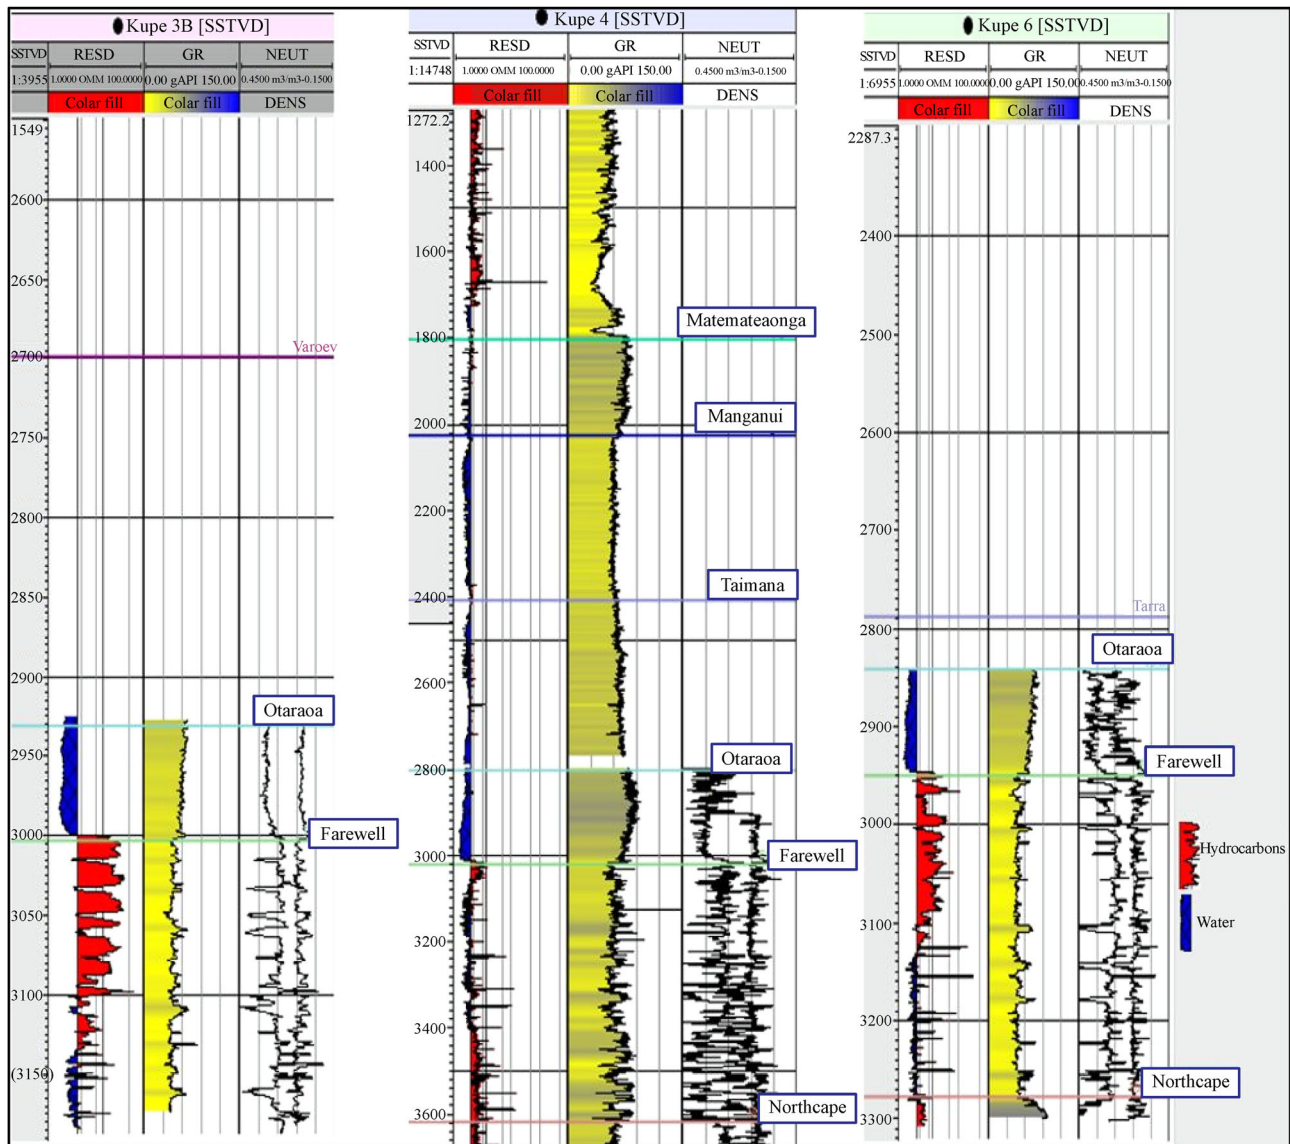 Kupe 3B [SSTVD]
SSTVD RESD GR NEUT
1:3955 1.0000 OMM 100.0000 0.00 gAPI 150.00 0.4500 m3/m3-0.1500
Colar fill Colar fill DENS
1549
2600
2650
Varoev
2700
2750
2800
2850
2900
Otaraoa
2950
3000
Farewell
3050
3100
(3150)
Kupe 4 [SSTVD]
SSTVD RESD GR NEUT
1:14748 1.0000 OMM 100.0000 0.00 gAPI 150.00 0.4500 m3/m3-0.1500
Colar fill Colar fill DENS
1272.2
1400
1600
Matemateaonga
1800
Manganui
2000
2200
Taimana
2400
2600
Otaraoa
2800
Farewell
3000
3200
3400
Northcape
3600
Kupe 6 [SSTVD]
SSTVD RESD GR NEUT
1:6955 1.0000 OMM 100.0000 0.00 gAPI 150.00 0.4500 m3/m3-0.1500
Colar fill Colar fill DENS
2287.3
2400
2500
2600
2700
Tarra
2800
Otaraoa
2900
Farewell
3000
3100
3200
Northcape
3300
Hydrocarbons
Water